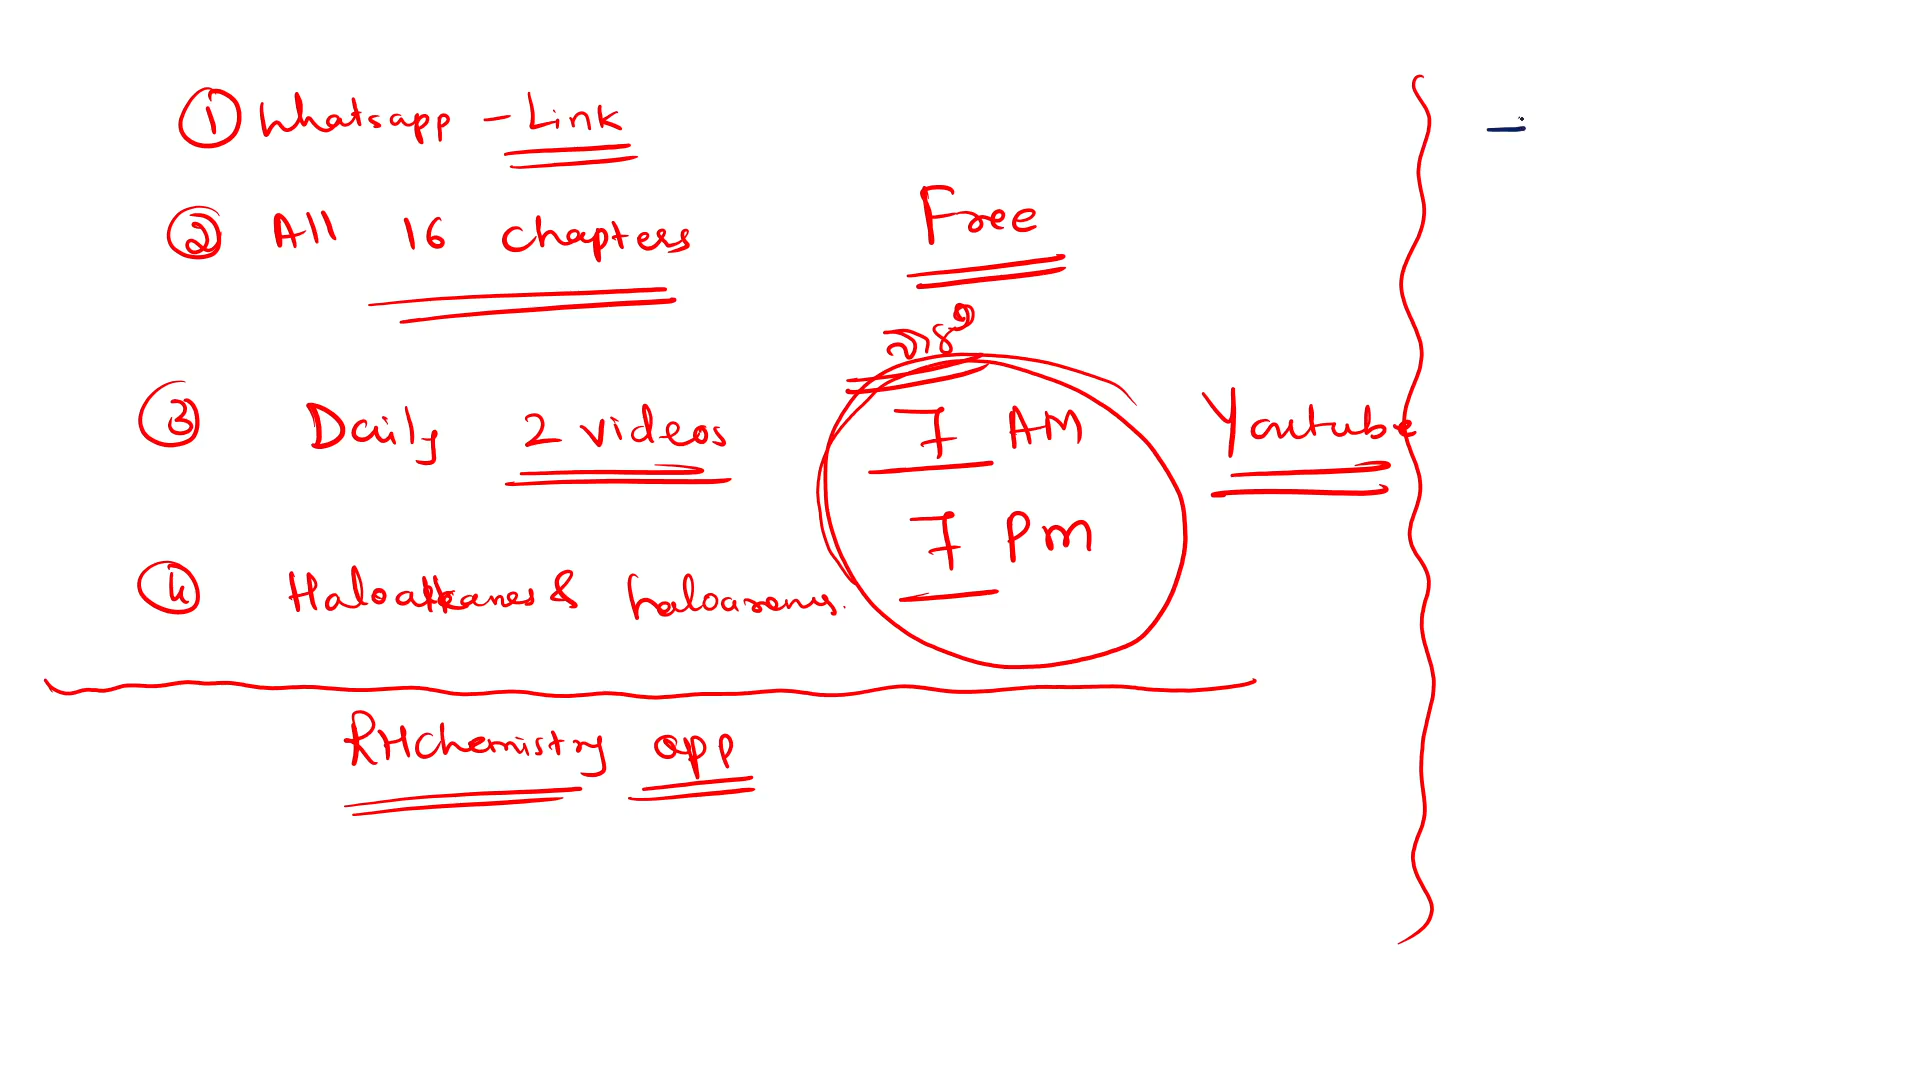 ① Whatsapp - Link
② All 16 chapters
Free
③ Daily 2 videos
7 AM
Youtube
7 PM
④ Haloalkanes & haloarenes.
RHchemistry app